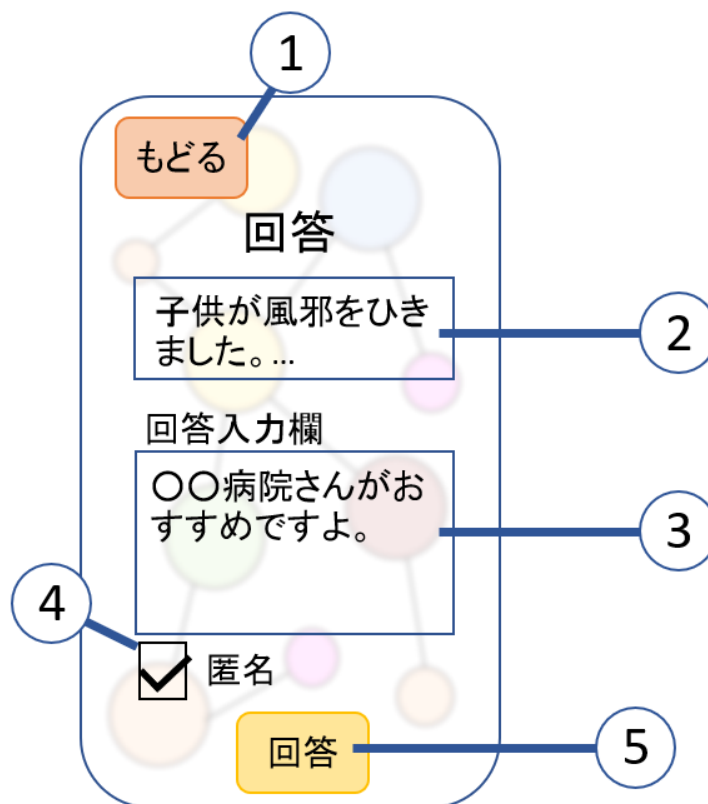 1
もどる
回答
子供が風邪をひき
ました。...
2
回答入力欄
〇〇病院さんがお
すすめですよ。
3
4
匿名
回答
5